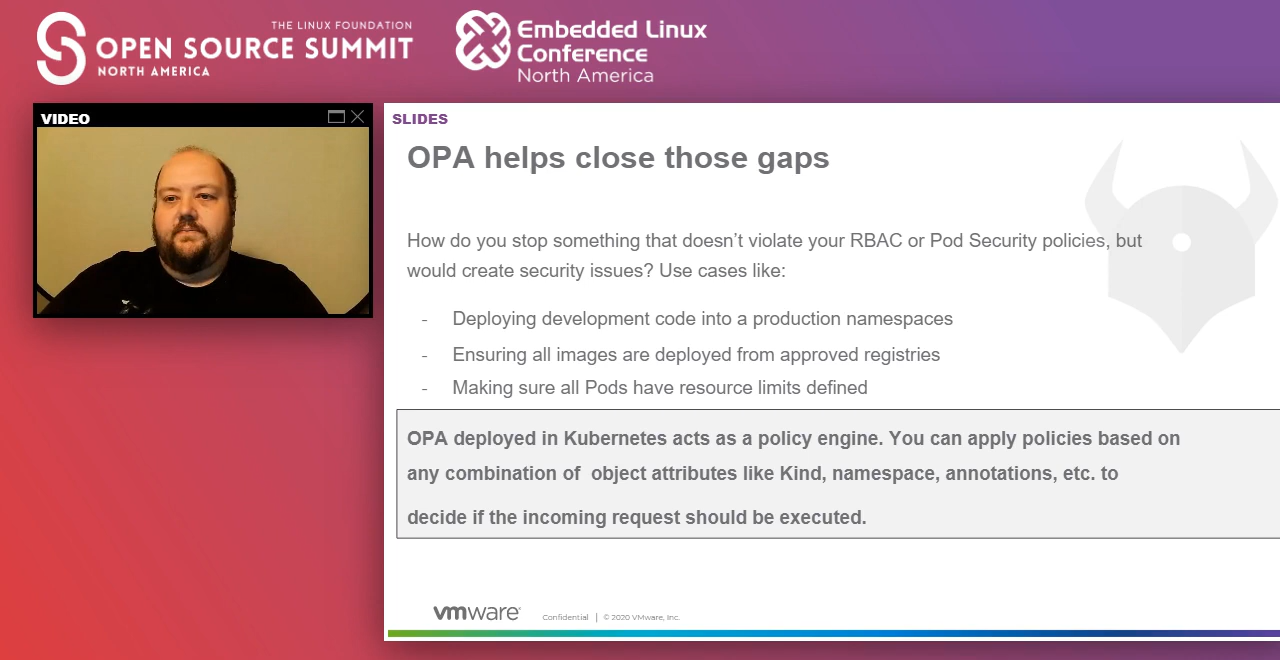 THE LINUX FOUNDATION
OPEN SOURCE SUMMIT
NORTH AMERICA
Embedded Linux
Conference
North America
VIDEO
SLIDES
OPA helps close those gaps
How do you stop something that doesn’t violate your RBAC or Pod Security policies, but
would create security issues? Use cases like:
- Deploying development code into a production namespaces
- Ensuring all images are deployed from approved registries
- Making sure all Pods have resource limits defined
OPA deployed in Kubernetes acts as a policy engine. You can apply policies based on
any combination of  object attributes like Kind, namespace, annotations, etc. to
decide if the incoming request should be executed.
vmware®
Confidential | © 2020 VMware, Inc.